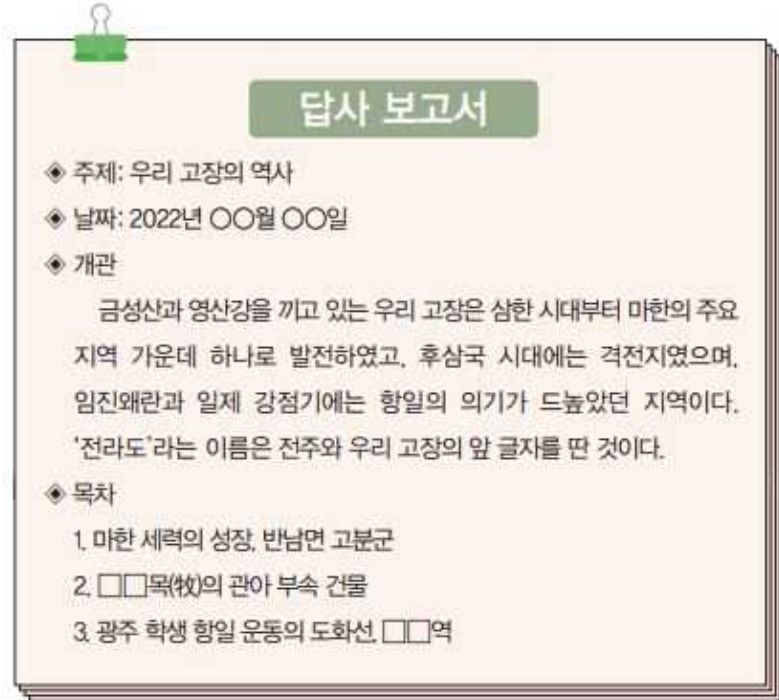 답사 보고서
◈ 주제: 우리 고장의 역사
◈ 날짜: 2022년 ○○월 ○○일
◈ 개관
금성산과 영산강을 끼고 있는 우리 고장은 삼한 시대부터 마한의 주요
지역 가운데 하나로 발전하였고, 후삼국 시대에는 격전지였으며,
임진왜란과 일제 강점기에는 항일의 의기가 드높았던 지역이다.
‘전라도’라는 이름은 전주와 우리 고장의 앞 글자를 딴 것이다.
◈ 목차
1. 마한 세력의 성장, 반남면 고분군
2. □□목(牧)의 관아 부속 건물
3. 광주 학생 항일 운동의 도화선, □□역